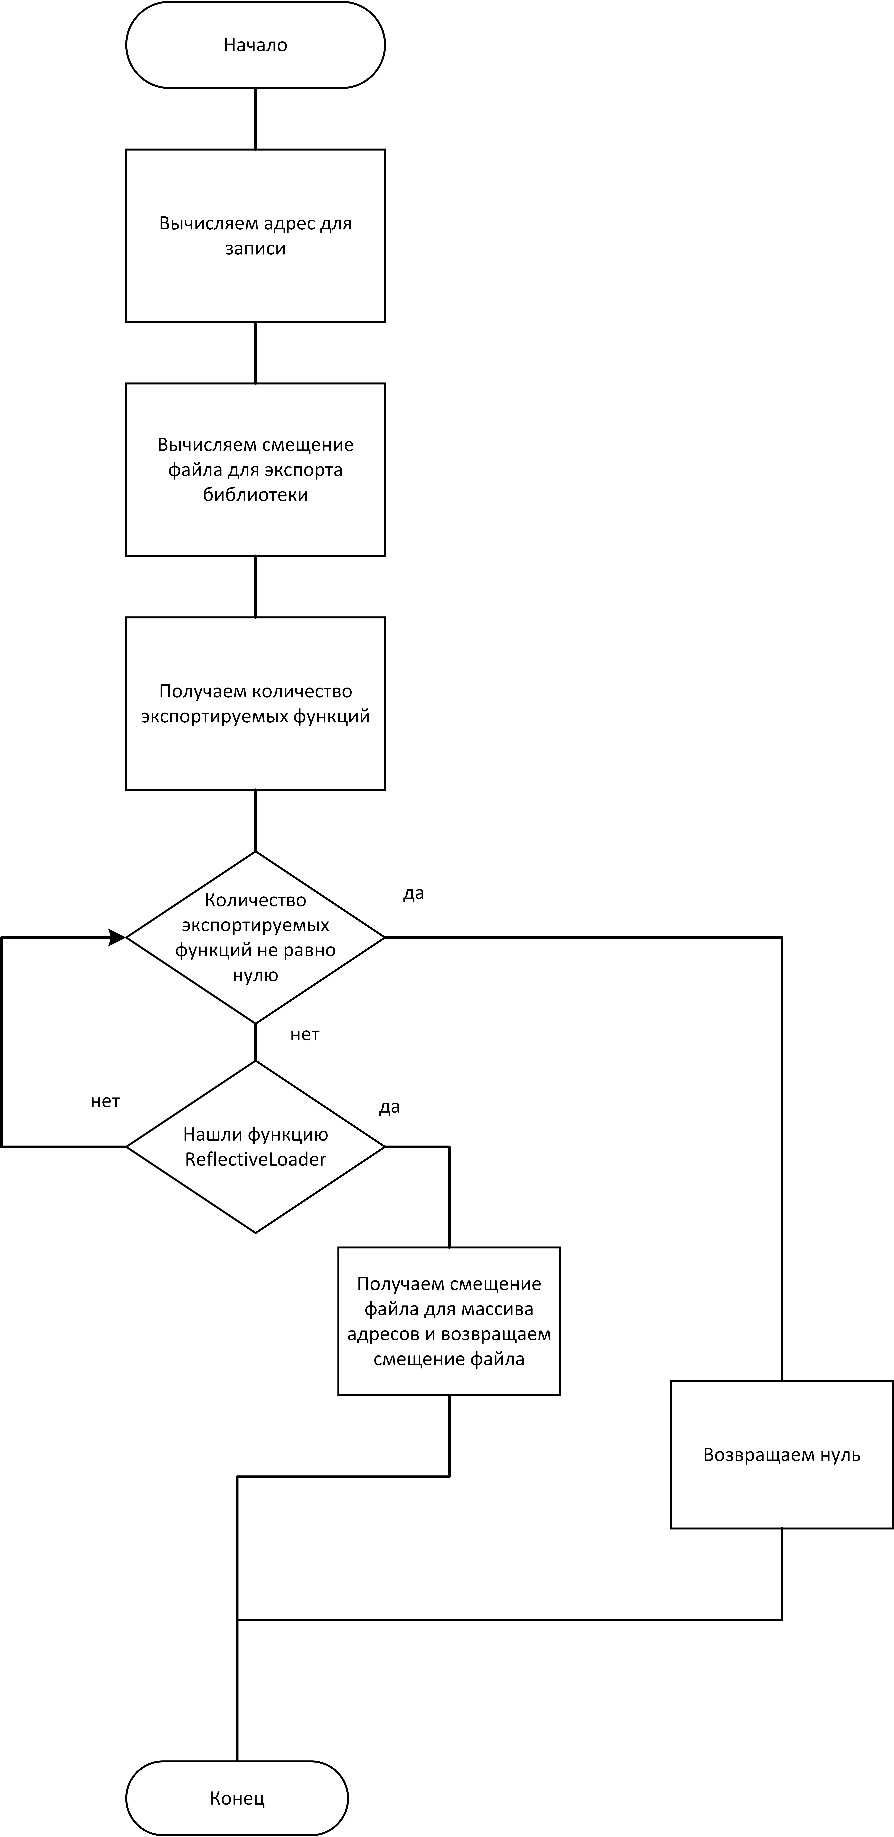 Начало
Вычисляем адрес для
записи
Вычисляем смещение
файла для экспорта
библиотеки
Получаем количество
экспортируемых функций
Количество
экспортируемых
функций не равно
нулю
да
нет
нет
да
Нашли функцию
ReflectiveLoader
Получаем смещение
файла для массива
адресов и возвращаем
смещение файла
Возвращаем нуль
Конец